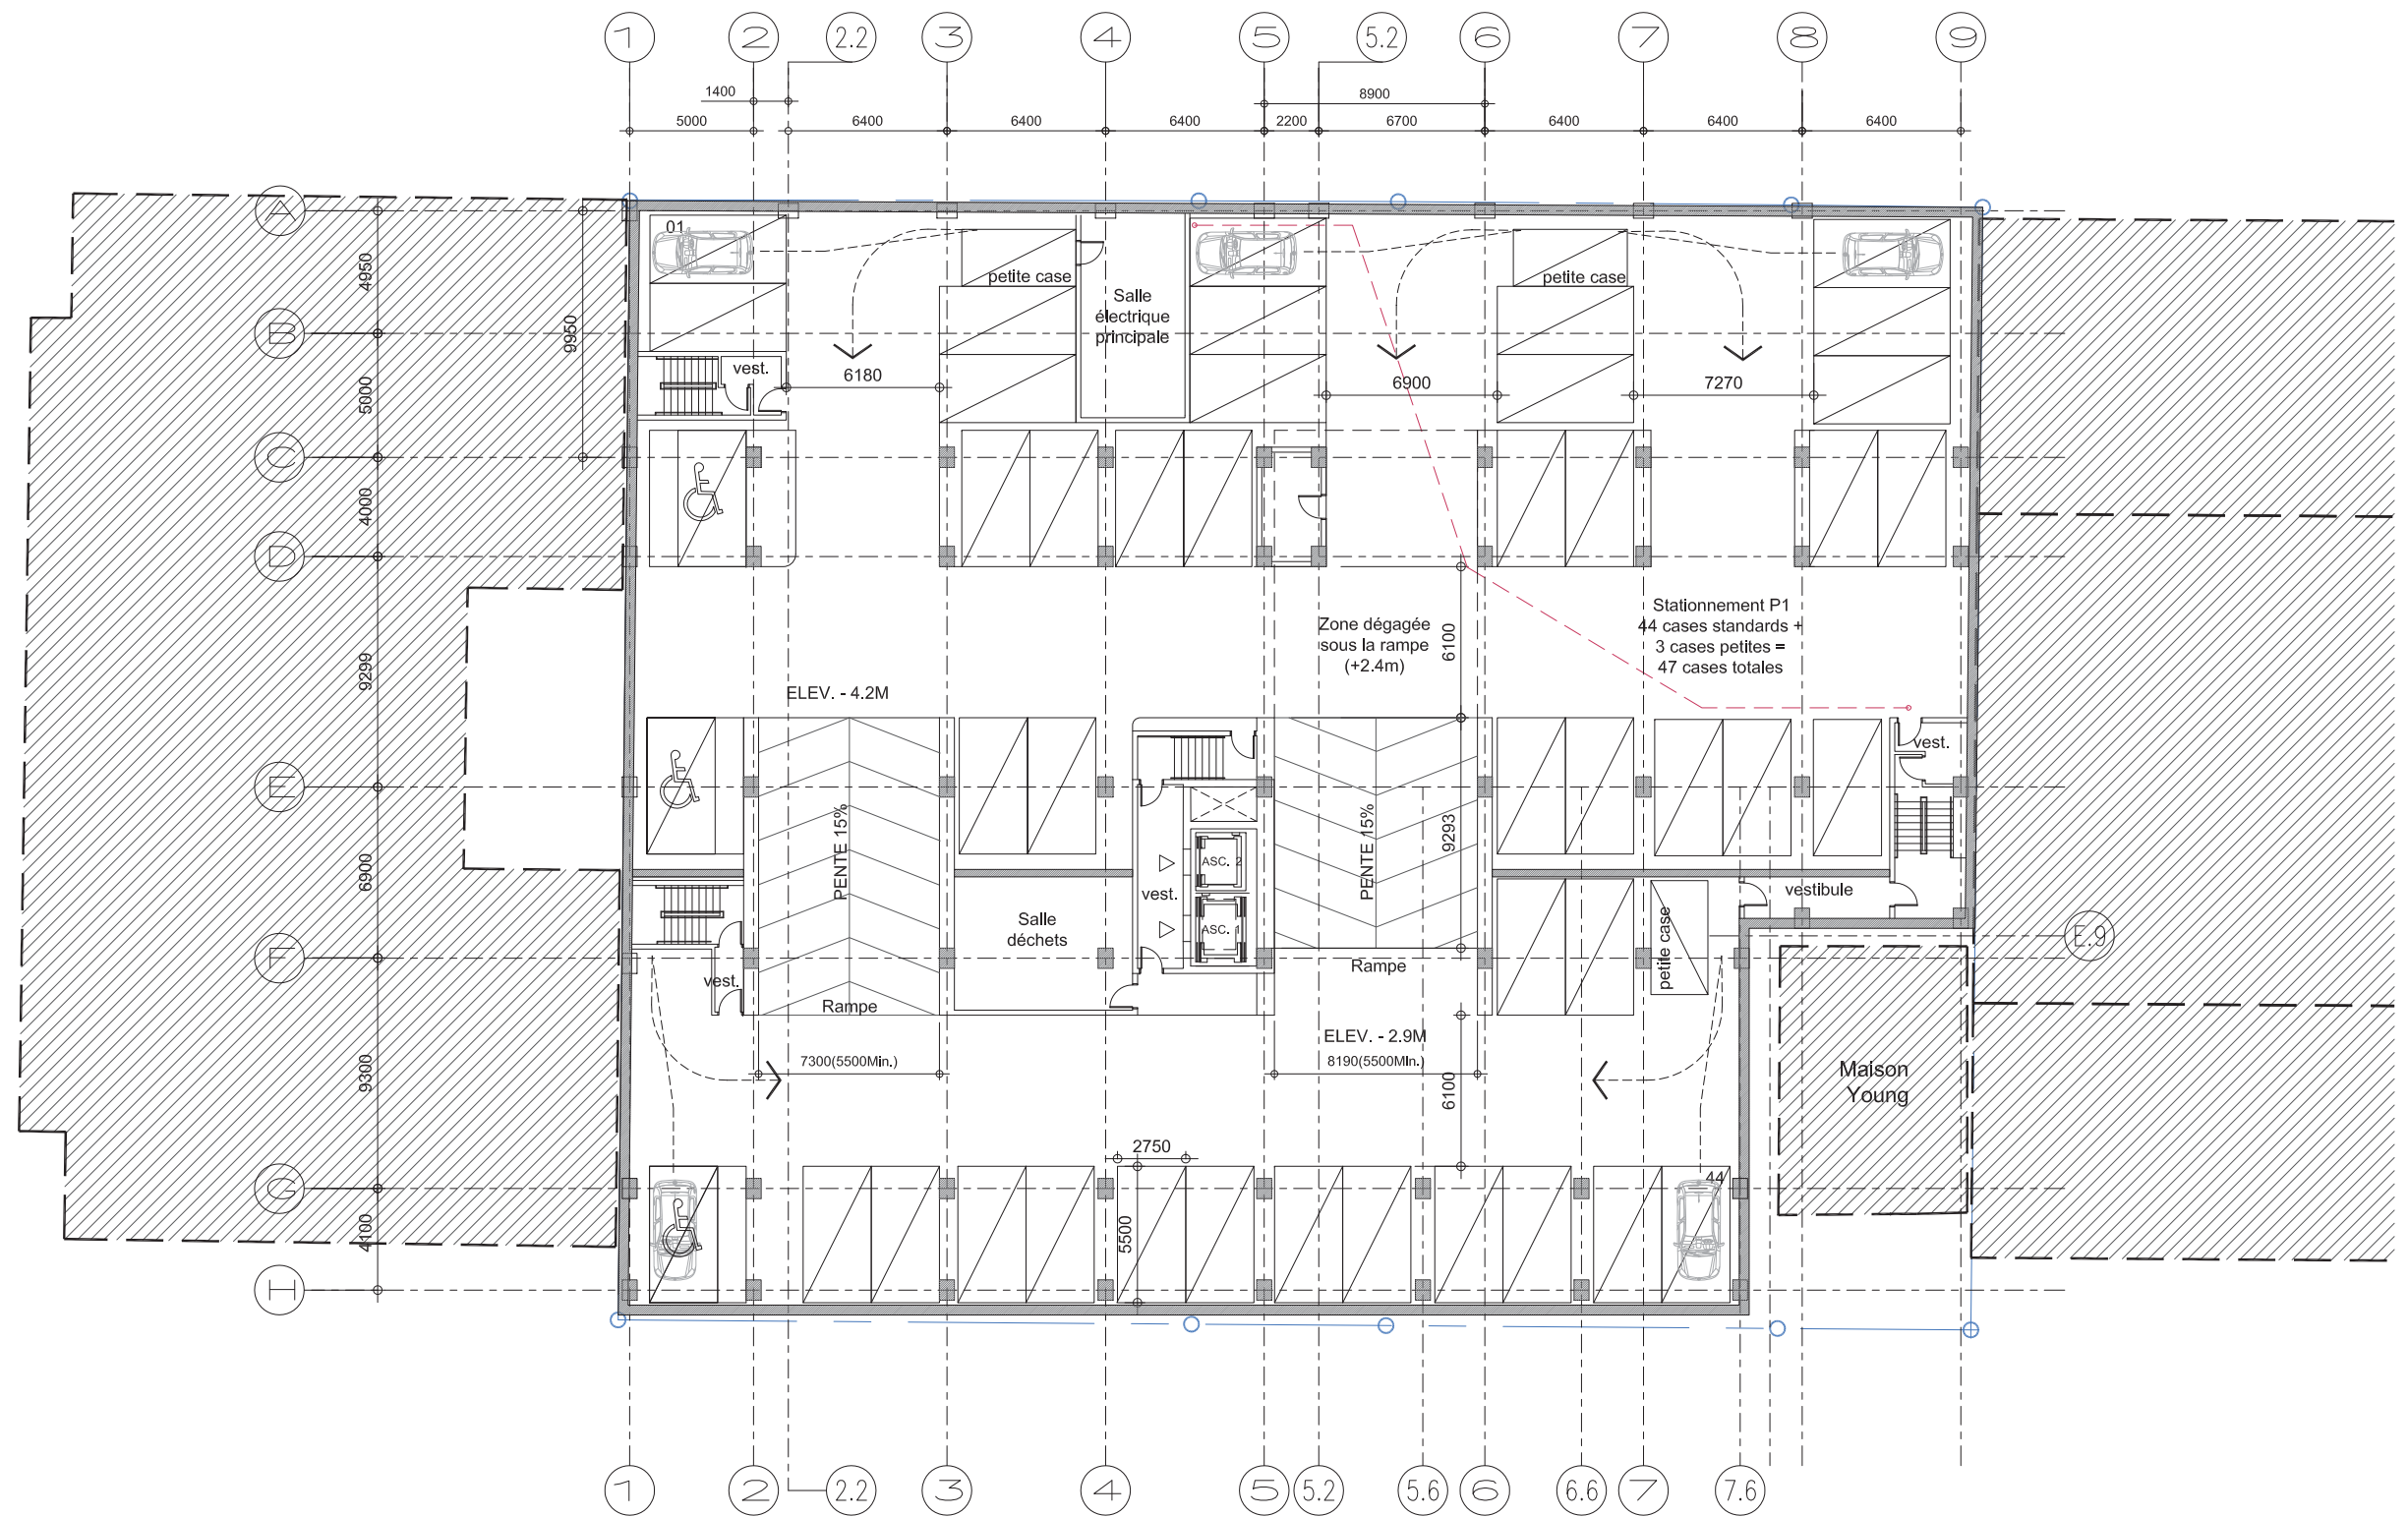 1 2 2.2 3 4 5 5.2 6 7 8 9
1400
8900
5000 6400 6400 6400 2200 6700 6400 6400 6400
A
B
C
D
E
F
G
H
4950
5000
4000
9299
6900
9300
4100
9950
01
petite case
Salle
électrique
principale
petite case
vest.
6180
6900
7270
Zone dégagée
sous la rampe
(+2.4m)
6100
Stationnement P1
44 cases standards +
3 cases petites =
47 cases totales
ELEV. - 4.2M
PENTE 15%
PENTE 15%
9293
vest.
ASC. 2
vest.
ASC. 1
vestibule
Salle
déchets
petite case
E.9
vest.
Rampe
Rampe
ELEV. - 2.9M
7300(5500Min.)
8190(5500Min.)
6100
Maison
Young
2750
5500
44
1 2 2.2 3 4 5 5.2 5.6 6 6.6 7 7.6